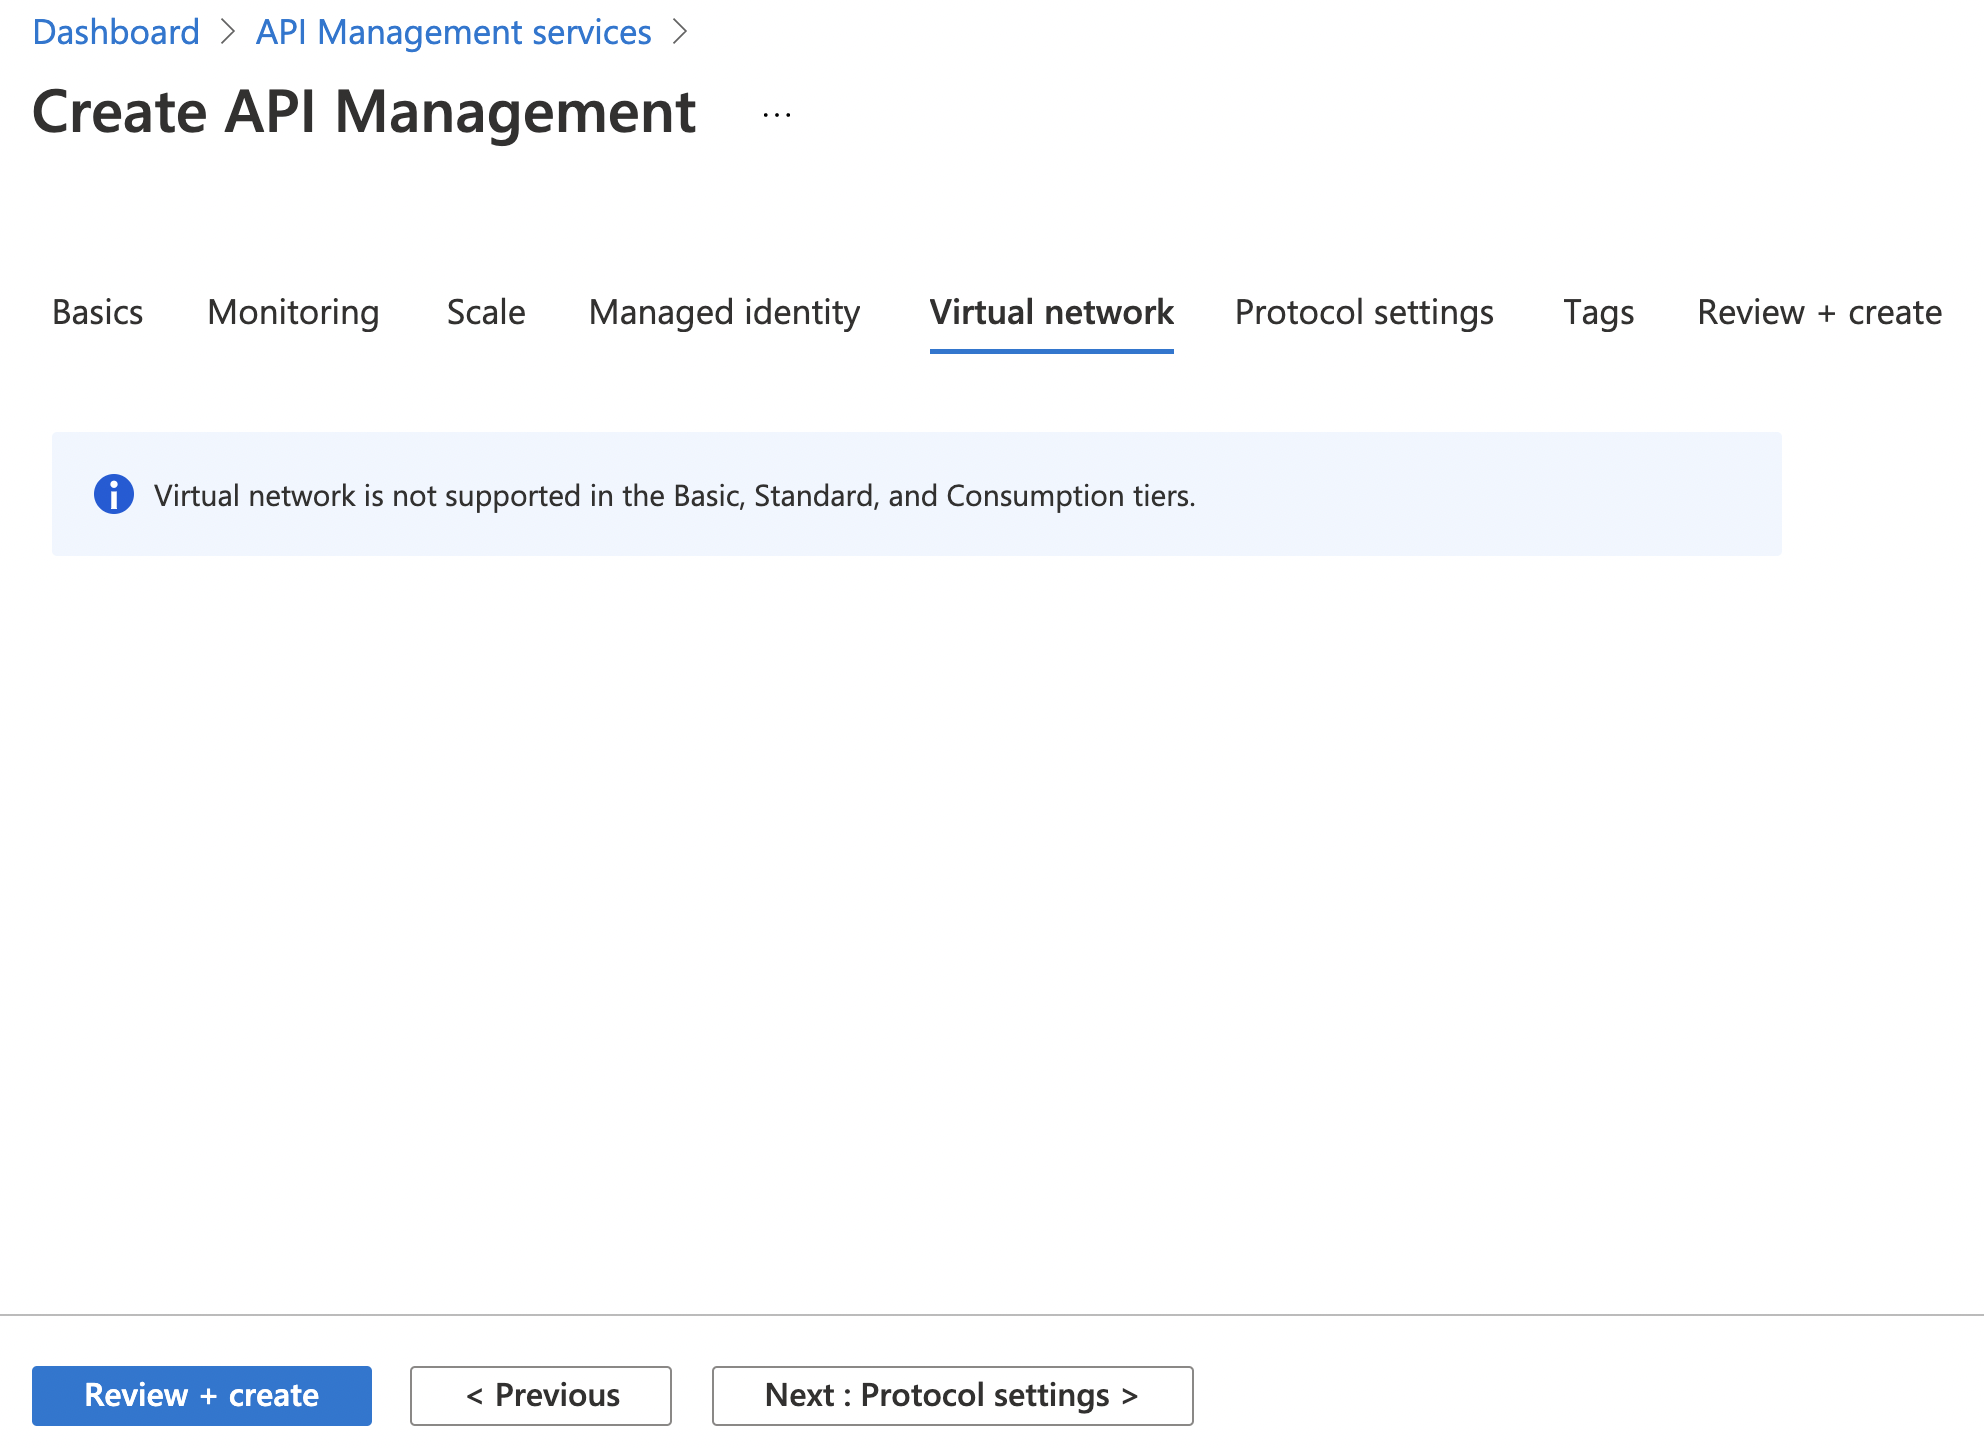 Dashboard > API Management services >
Create API Management ...
Basics Monitoring Scale Managed identity Virtual network Protocol settings Tags Review + create
Virtual network is not supported in the Basic, Standard, and Consumption tiers.
Review + create < Previous Next : Protocol settings >